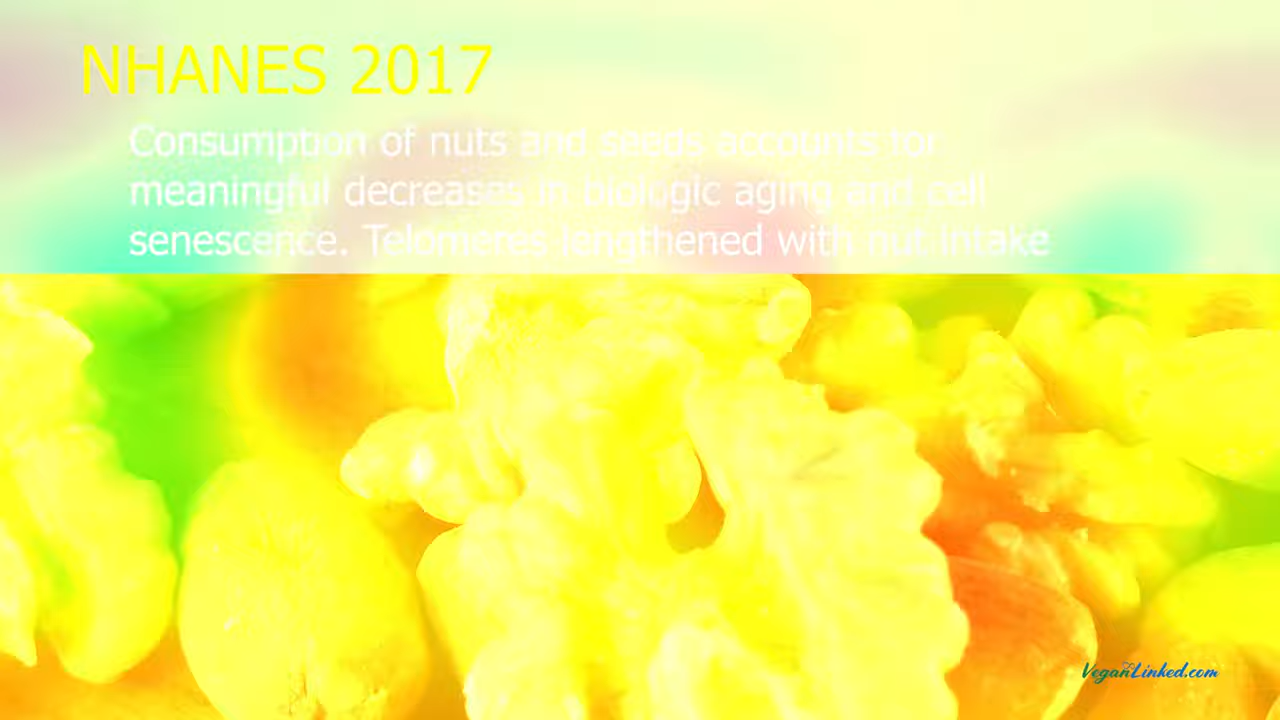 NHANES 2017
Consumption of nuts and seeds accounts for
meaningful decreases in biologic aging and cell
senescence. Telomeres lengthened with nut intake
VeganLinked.com